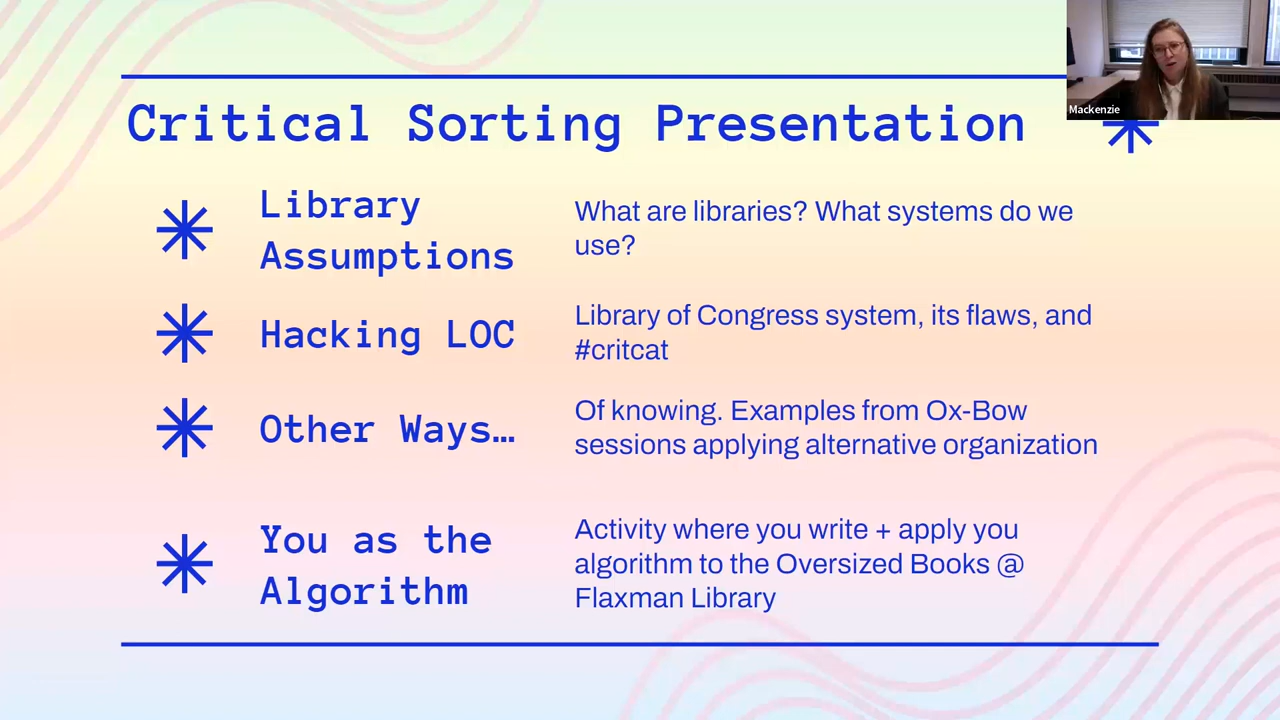 Critical Sorting Presentation
Mackenzie
Library
Assumptions
What are libraries? What systems do we
use?
Hacking LOC
Library of Congress system, its flaws, and
#critcat
Other Ways…
Of knowing. Examples from Ox-Bow
sessions applying alternative organization
You as the
Algorithm
Activity where you write + apply you
algorithm to the Oversized Books @
Flaxman Library